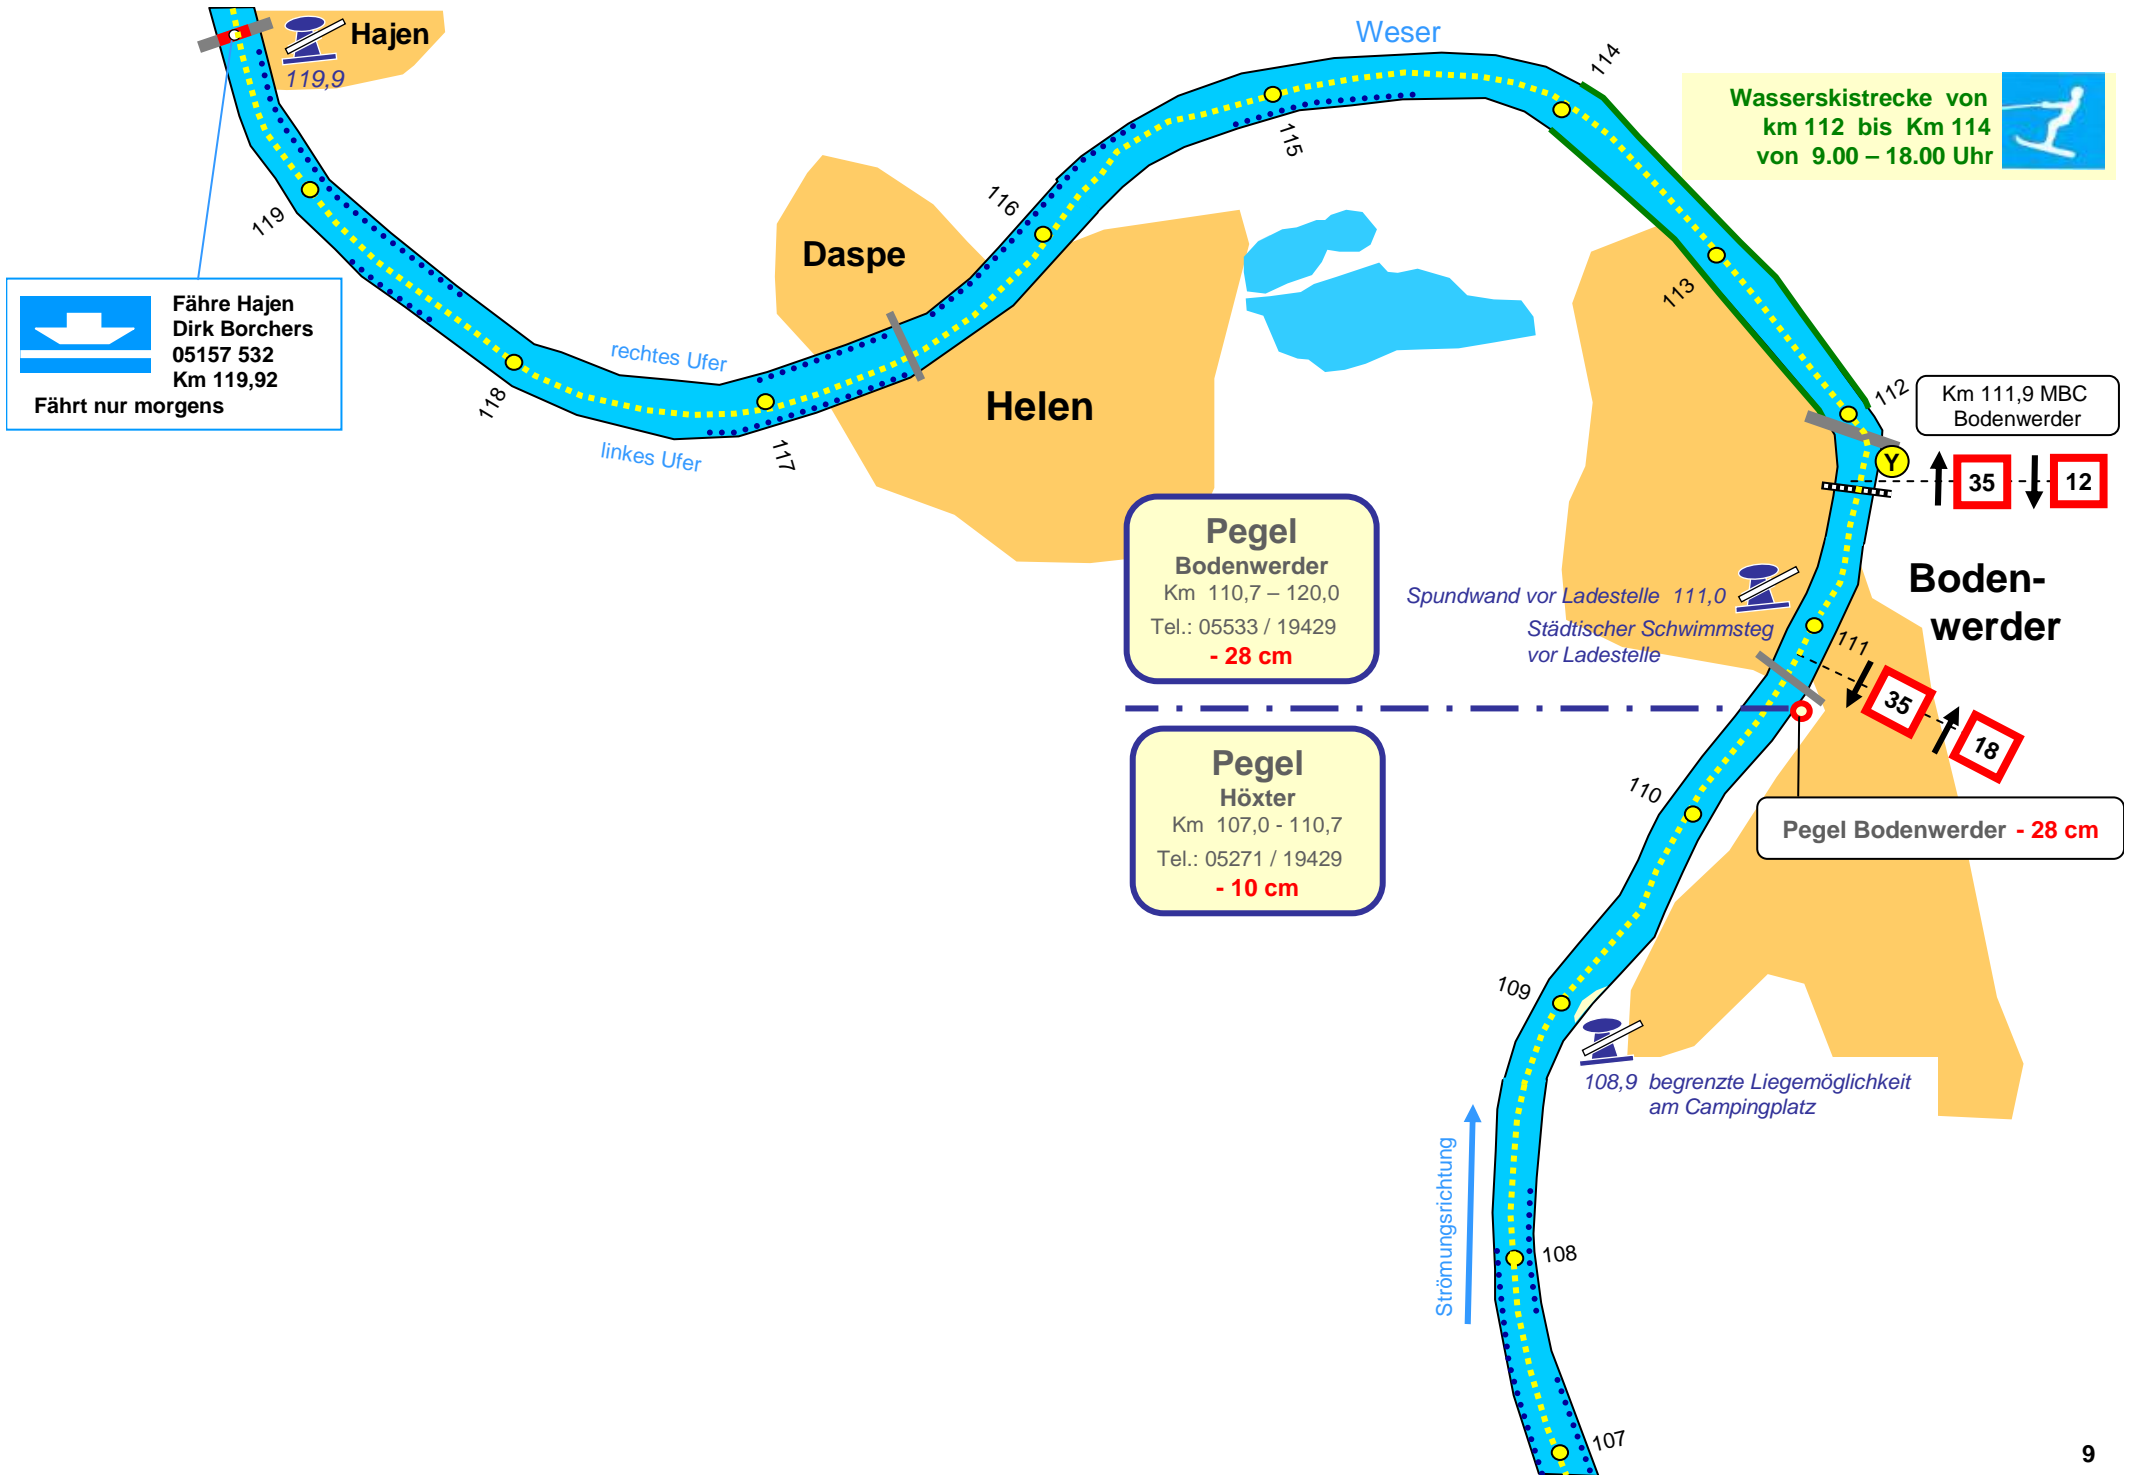 Hajen
119,9
Weser
114
Wasserskistrecke von
km 112 bis Km 114
von 9.00 – 18.00 Uhr
115
116
119
Daspe
113
Fähre Hajen
Dirk Borchers
05157 532
Km 119,92
Fährt nur morgens
rechtes Ufer
118
Helen
112
Km 111,9 MBC
Bodenwerder
linkes Ufer
117
Y
35
12
Pegel
Bodenwerder
Km 110,7 – 120,0
Tel.: 05533 / 19429
- 28 cm
Spundwand vor Ladestelle 111,0
Städtischer Schwimmsteg
vor Ladestelle
Boden-
werder
111
35
18
Pegel
Höxter
Km 107,0 - 110,7
Tel.: 05271 / 19429
- 10 cm
110
Pegel Bodenwerder - 28 cm
109
108,9 begrenzte Liegemöglichkeit
am Campingplatz
Strömungsrichtung
108
107
9